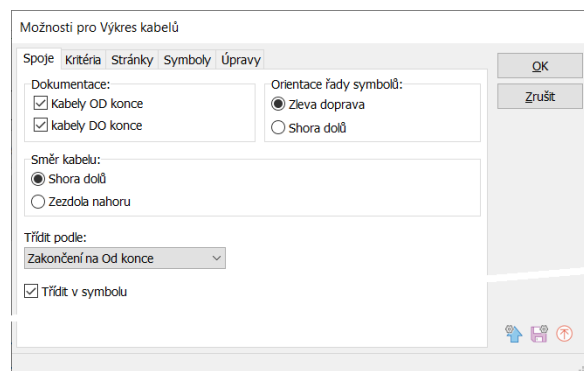 Možnosti pro Výkres kabelů
Spoje Kritéria Stránky Symboly Úpravy
OK
Zrušit
Dokumentace:
Kabely OD konce
kabely DO konce
Orientace řady symbolů:
Zleva doprava
Shora dolů
Směr kabelu:
Shora dolů
Zezdola nahoru
Třídit podle:
Zakončení na Od konce
Třídit v symbolu